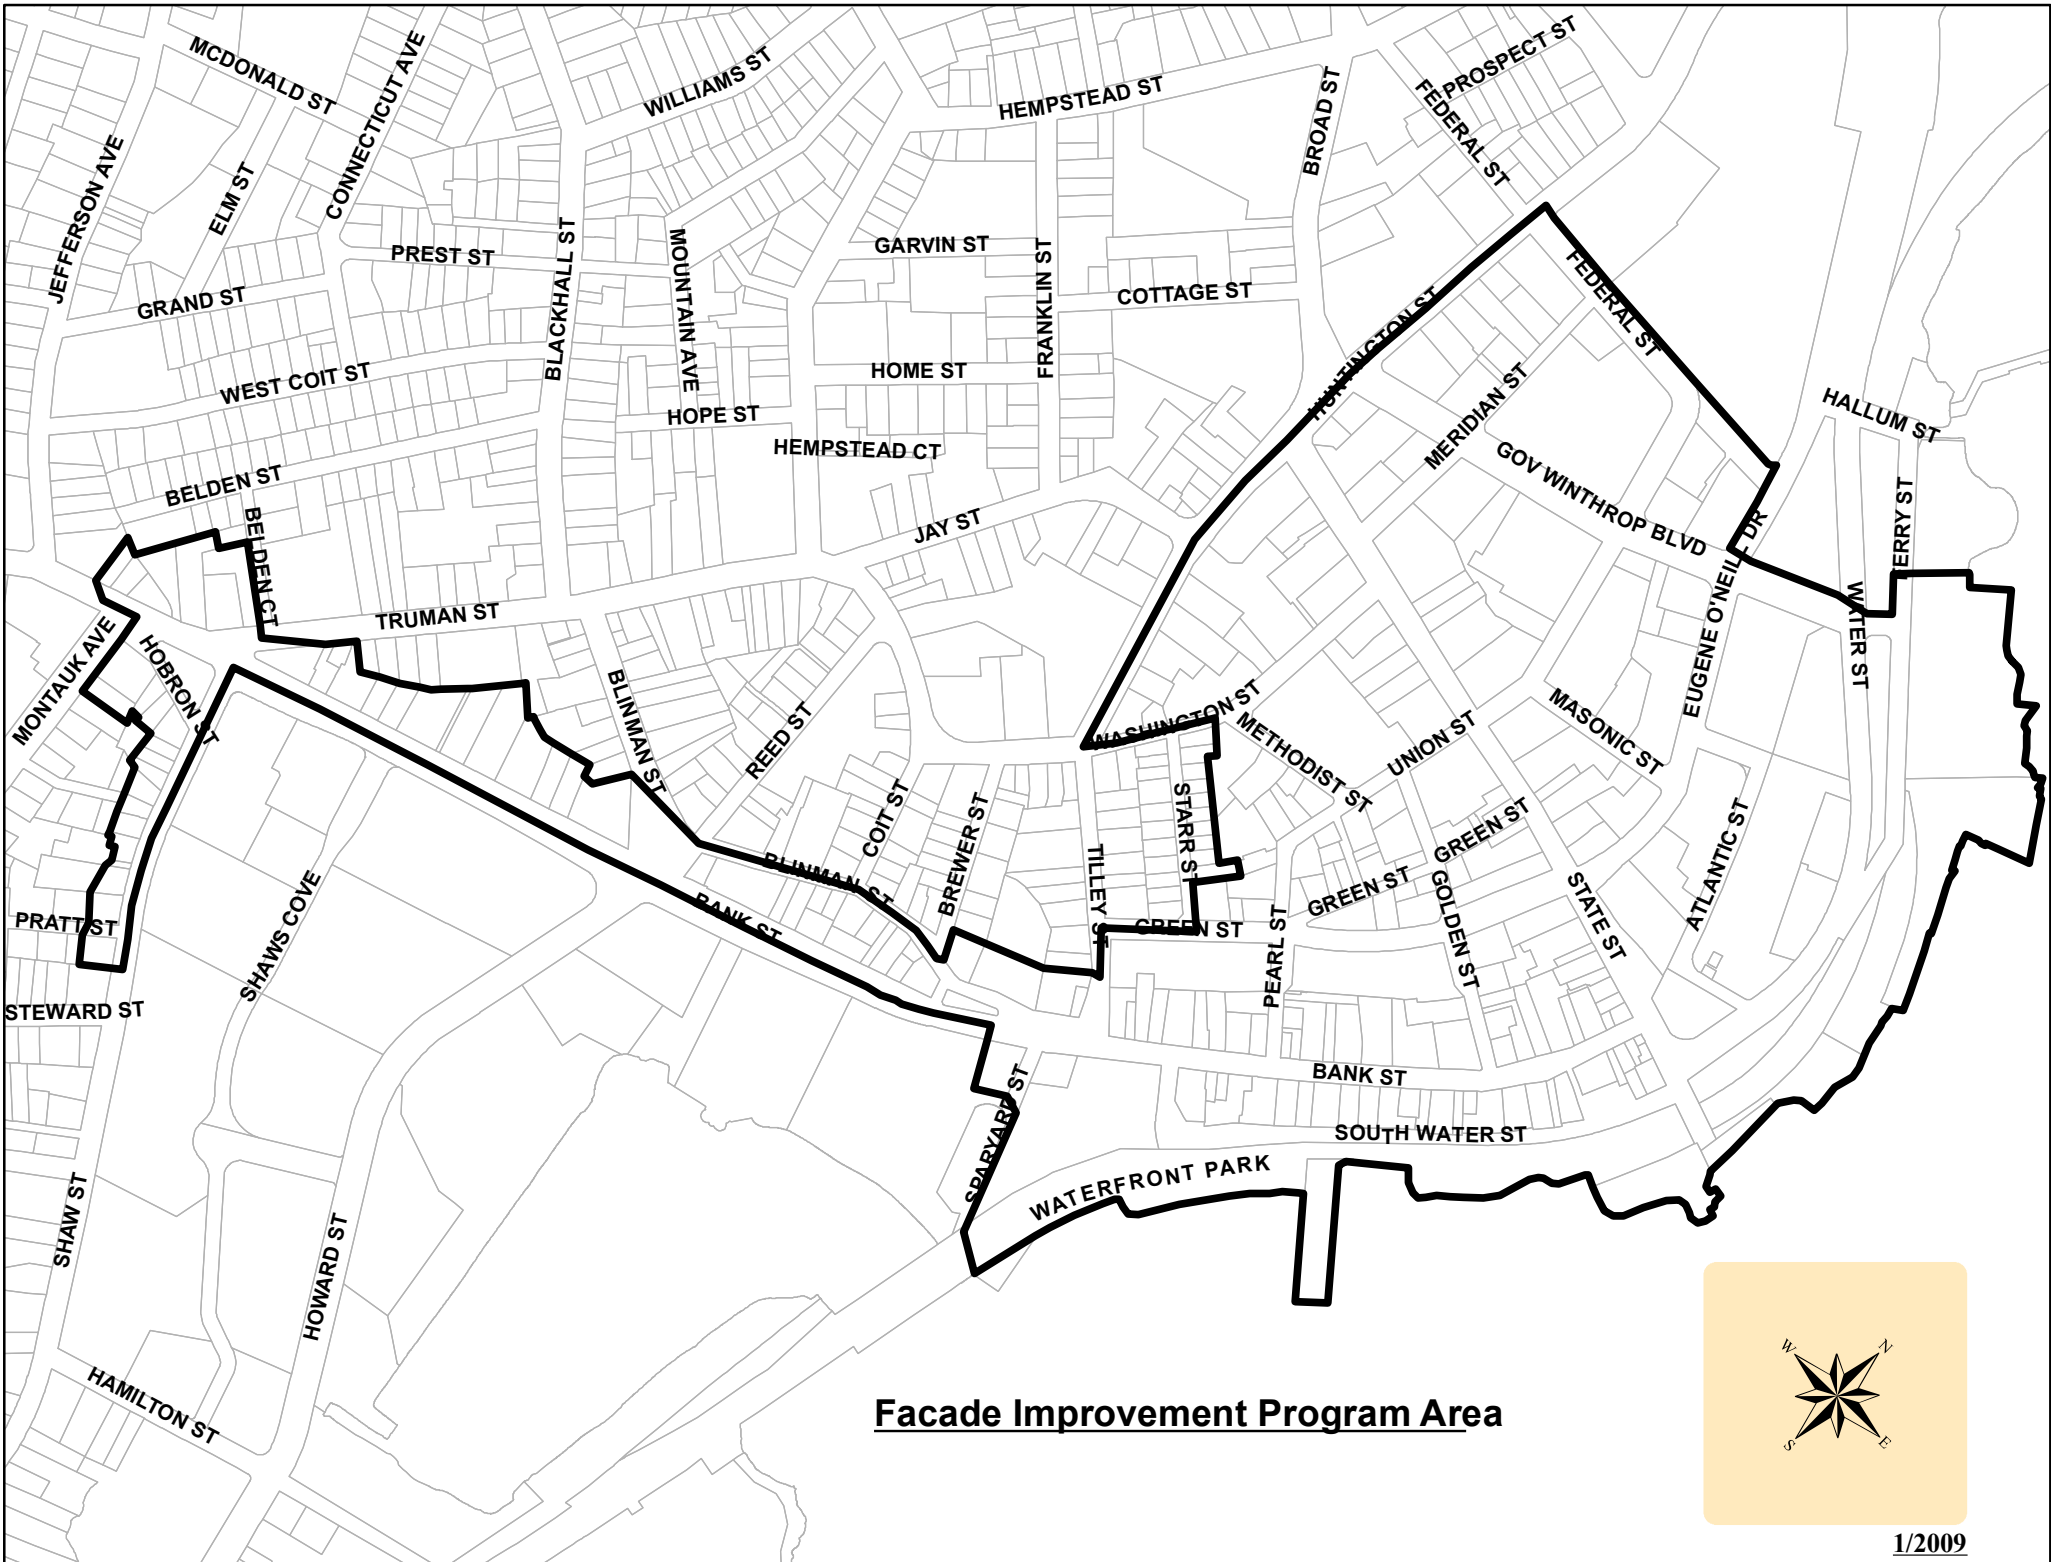 MCDONALD ST
CONNECTICUT AVE
WILLIAMS ST
HEMPSTEAD ST
BROAD ST
PROSPECT ST
FEDERAL ST
JEFFERSON AVE
ELM ST
PREST ST
BLACKHALL ST
MOUNTAIN AVE
GARVIN ST
FRANKLIN ST
COTTAGE ST
GRAND ST
HUNTINGTON ST
FEDERAL ST
WEST COIT ST
HOME ST
HOPE ST
HEMPSTEAD CT
MERIDIAN ST
HALLUM ST
GOV WINTHROP BLVD
BELDEN ST
BELDEN CT
JAY ST
FERRY ST
EUGENE O'NEILL DR
WATER ST
TRUMAN ST
MONTAUK AVE
HOBRON ST
BLINMAN ST
REED ST
WASHINGTON ST
METHODIST ST
UNION ST
MASONIC ST
STARR ST
COIT ST
BREWER ST
TILLEY ST
BLINMAN ST
GREEN ST
GREEN ST
GREEN ST
GOLDEN ST
STATE ST
ATLANTIC ST
PEARL ST
BANK ST
PRATT ST
SHAWS COVE
STEWARD ST
BANK ST
SOUTH WATER ST
SPARYARD ST
WATERFRONT PARK
SHAW ST
HOWARD ST
HAMILTON ST
Facade Improvement Program Area
W
N
S
E
1/2009